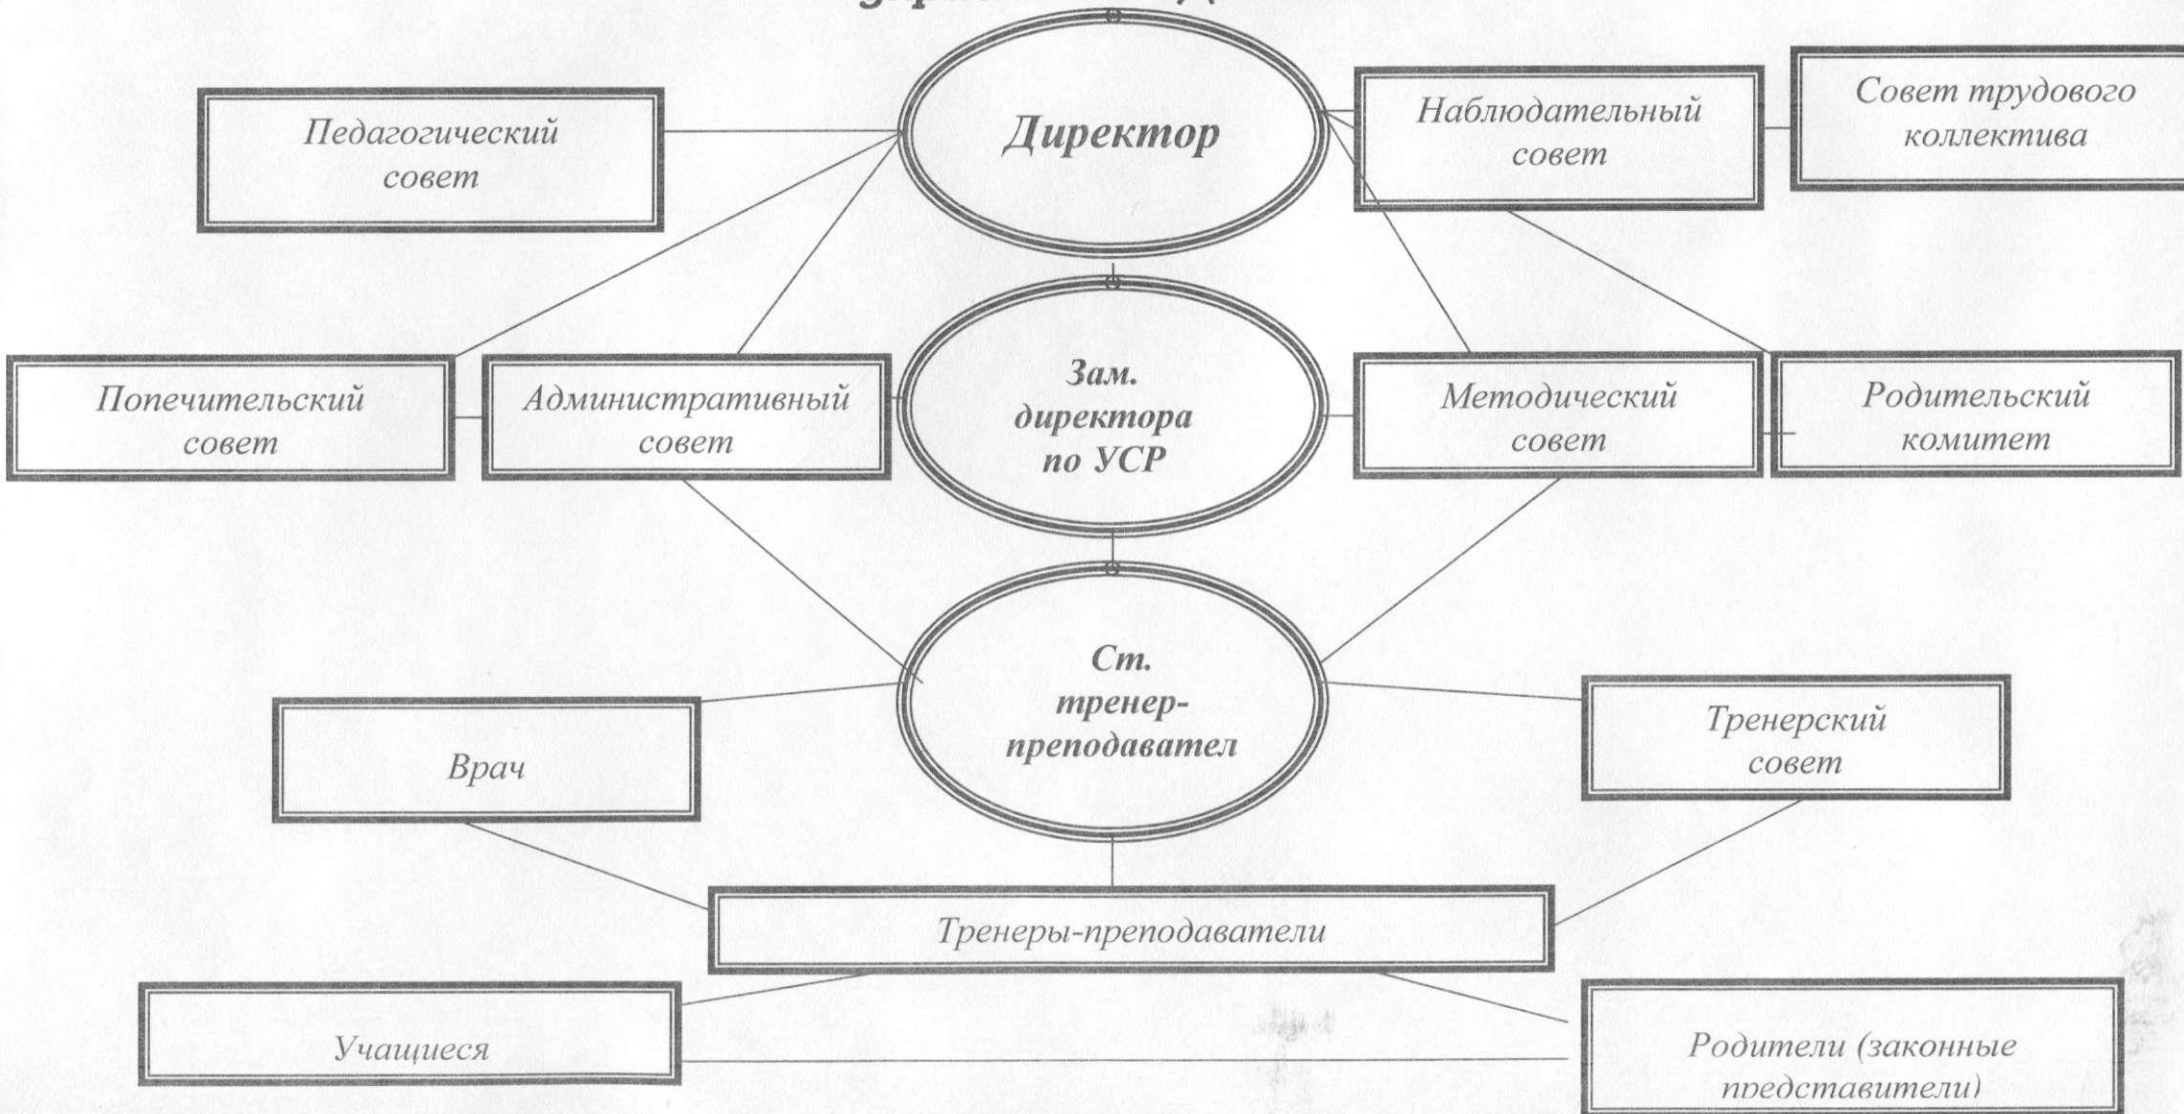 Директор
Педагогический
совет
Наблюдательный
совет
Совет трудового
коллектива
Попечительский
совет
Административный
совет
Зам.
директора
по УСР
Методический
совет
Родительский
комитет
Ст.
тренер-
преподавател
Врач
Тренерский
совет
Тренеры-преподаватели
Учащиеся
Родители (законные
представители)